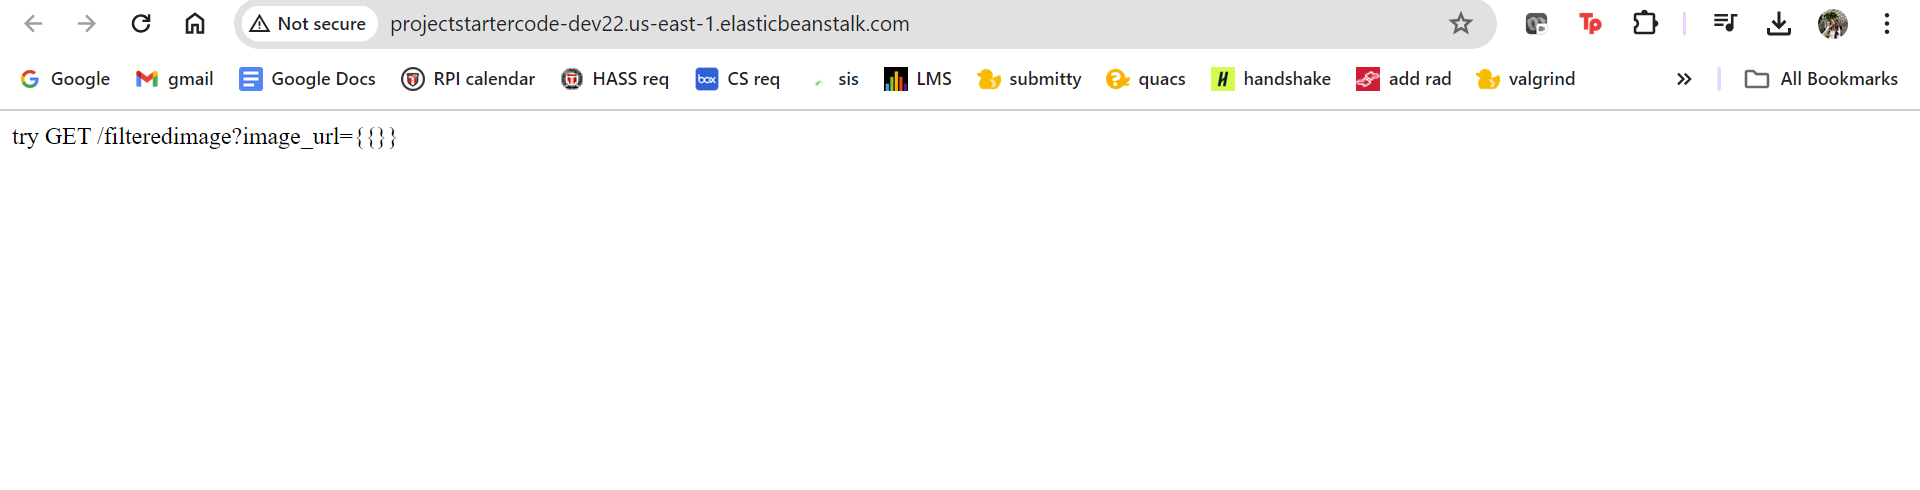 Not secure projectstartercode-dev22.us-east-1.elasticbeanstalk.com Tp
Google gmail Google Docs RPI calendar HASS req box CS req sis LMS submitty quacs H handshake add rad valgrind » All Bookmarks
try GET /filteredimage?image_url={{}}